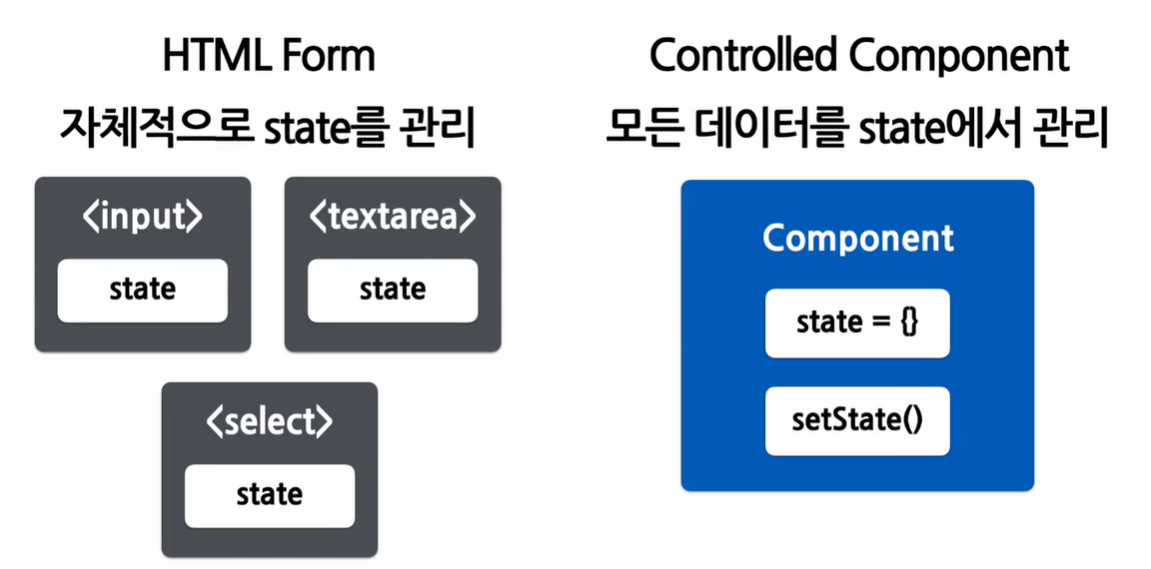 HTML Form
자체적으로 state를 관리
<input>
state
<textarea>
state
<select>
state
Controlled Component
모든 데이터를 state에서 관리
Component
state = {}
setState()